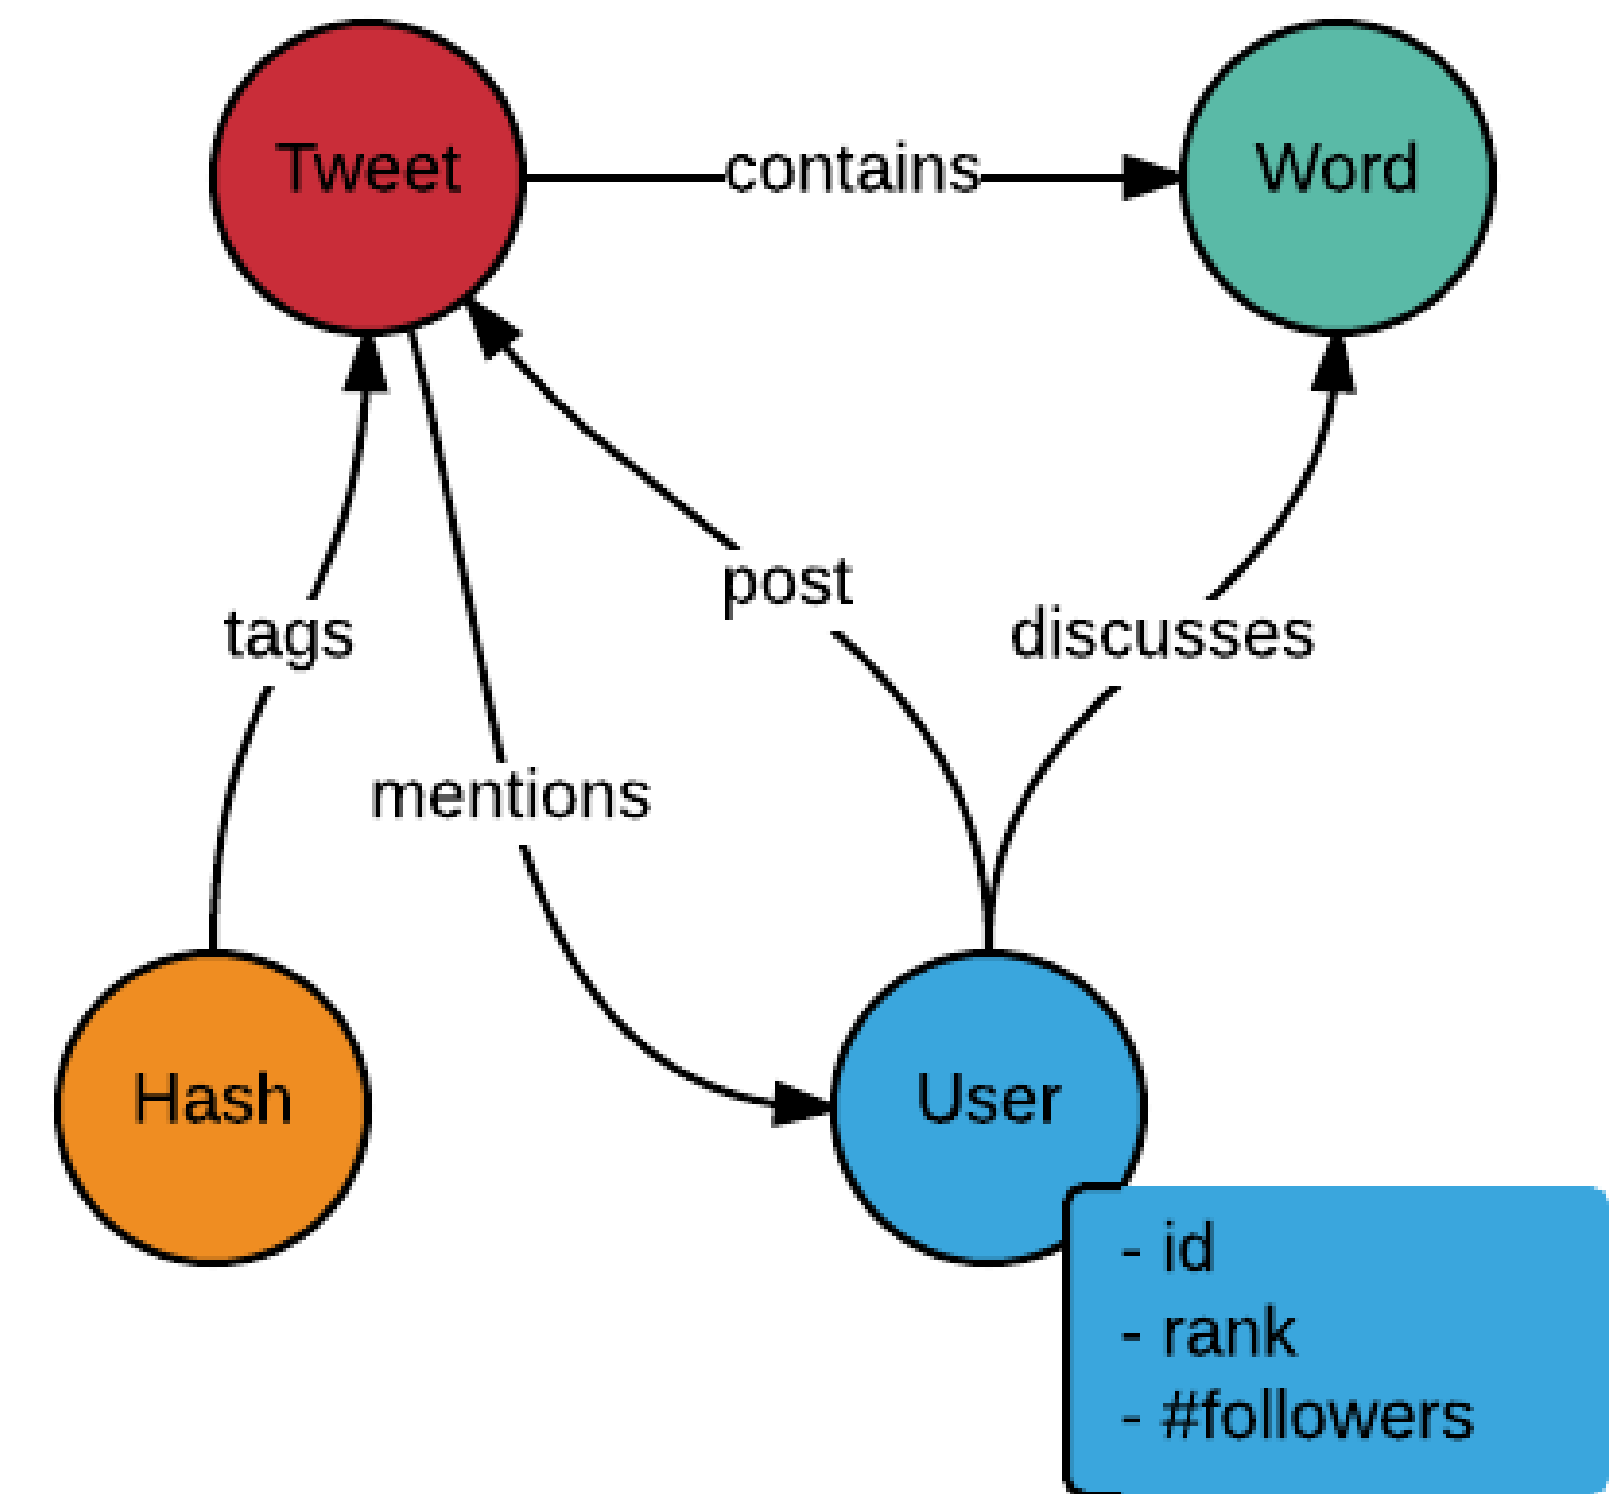 Tweet
contains
Word
post
tags
discusses
mentions
Hash
User
- id
- rank
- #followers